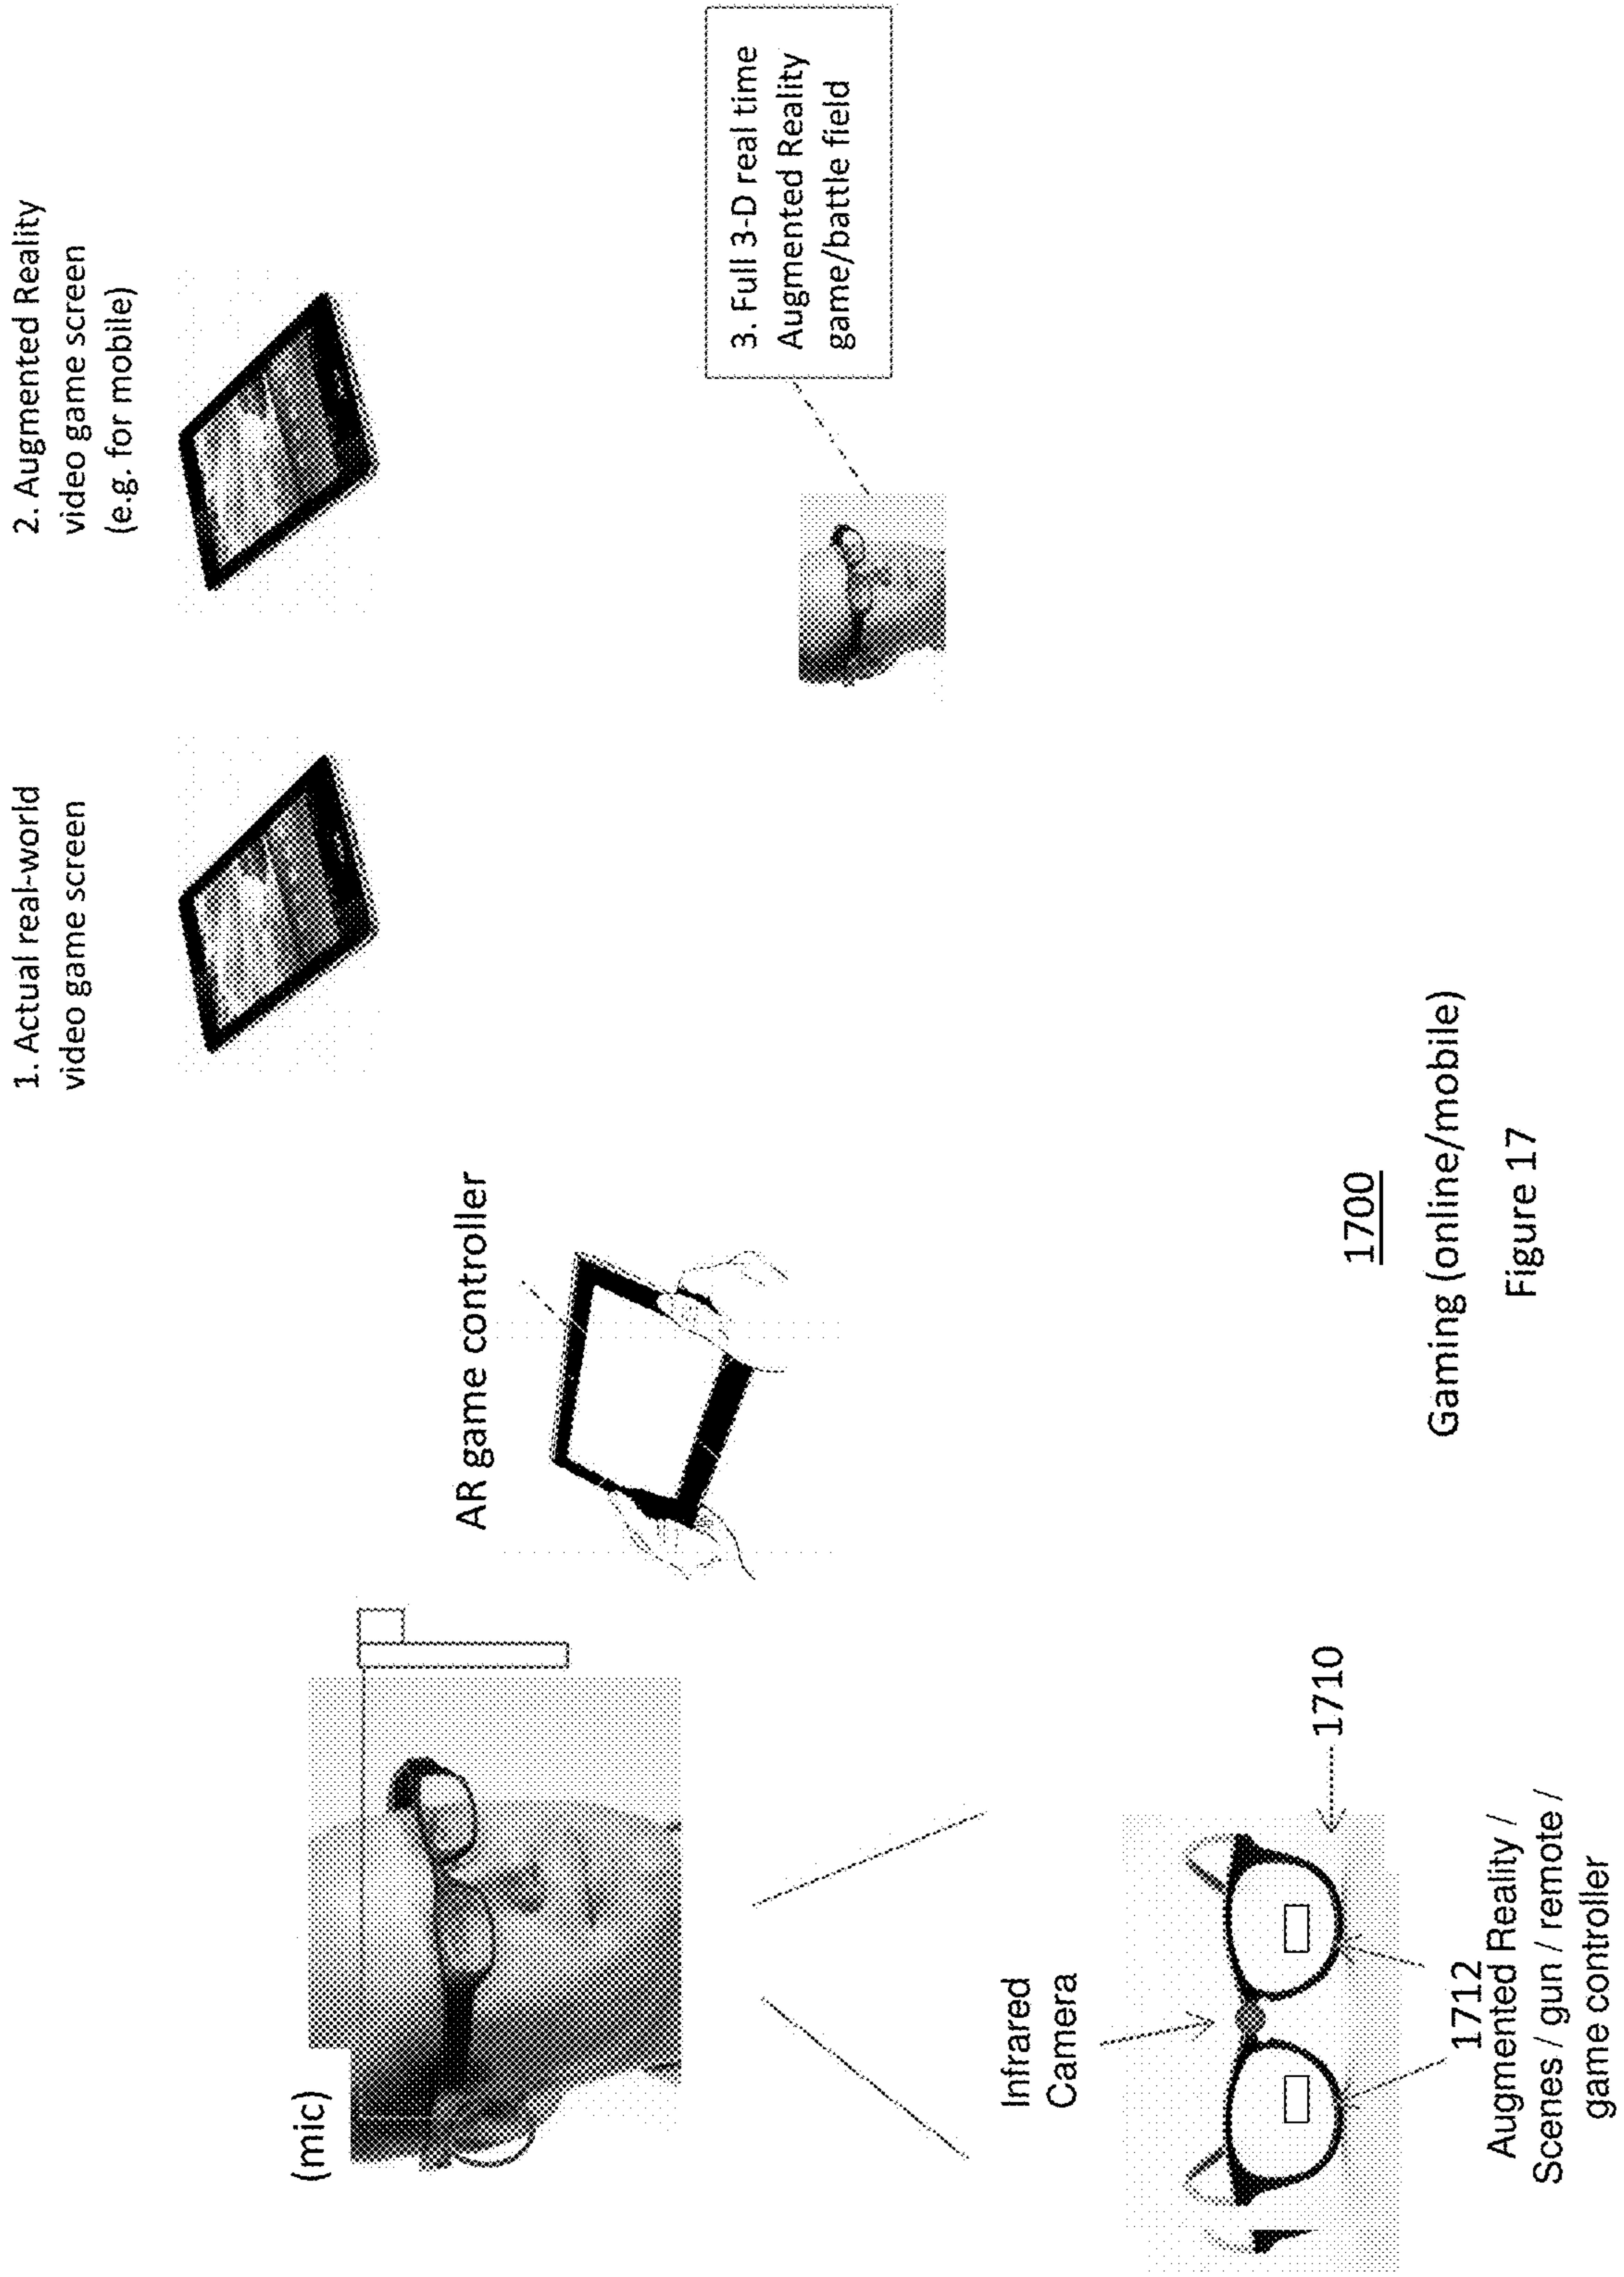 1. Actual real-world
video game screen
2. Augmented Reality
video game screen
(e.g. for mobile)
(mic)
AR game controller
3. Full 3-D real time
Augmented Reality
game/battle field
Infrared
Camera
1710
1712
Augmented Reality /
Scenes / gun / remote /
game controller
1700
Gaming (online/mobile)
Figure 17